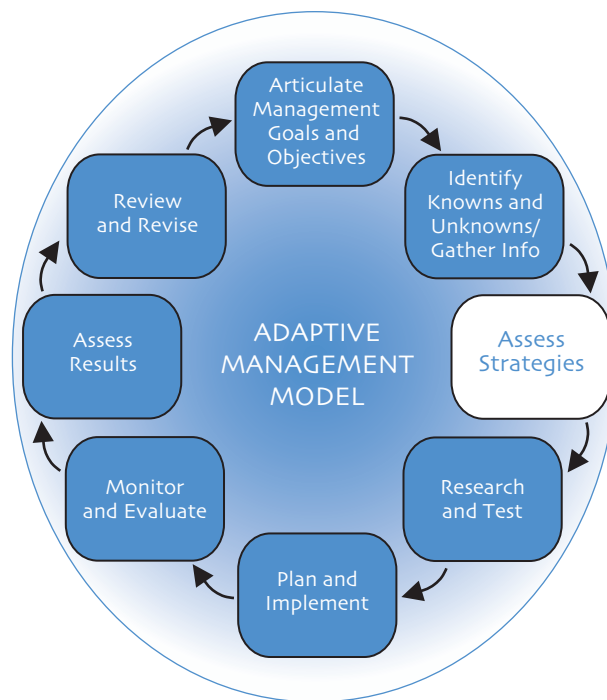 Articulate
Management
Goals and
Objectives
Identify
Knowns and
Unknowns/
Gather Info
Assess
Strategies
Research
and Test
Plan and
Implement
Monitor
and Evaluate
Assess
Results
Review
and Revise
ADAPTIVE
MANAGEMENT
MODEL